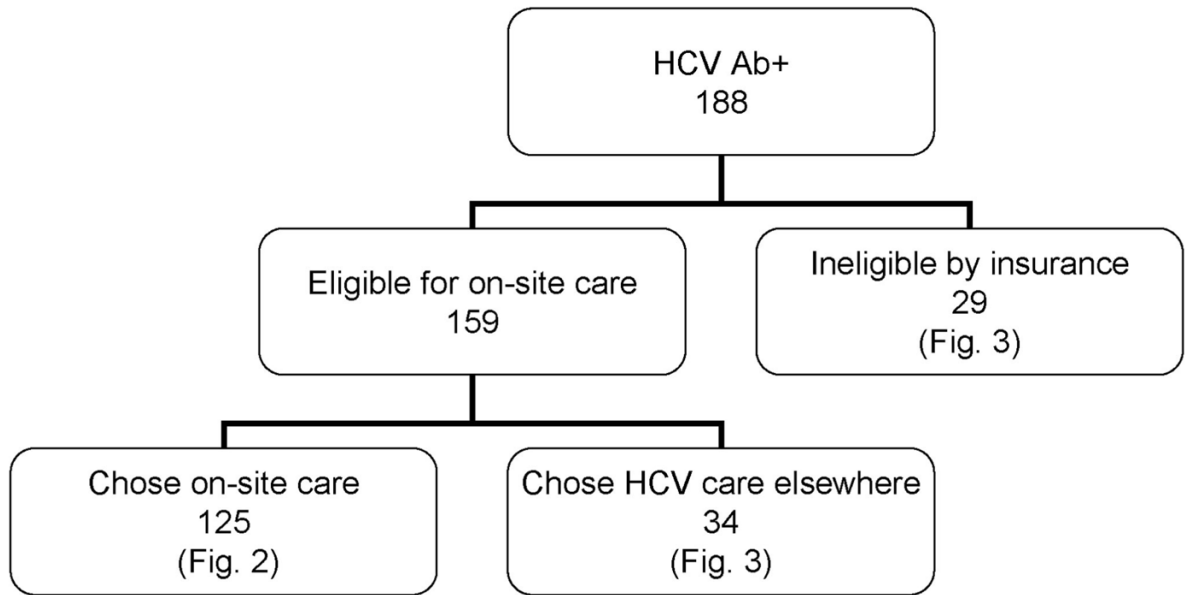 HCV Ab+
188
Eligible for on-site care
159
Ineligible by insurance
29
(Fig. 3)
Chose on-site care
125
(Fig. 2)
Chose HCV care elsewhere
34
(Fig. 3)